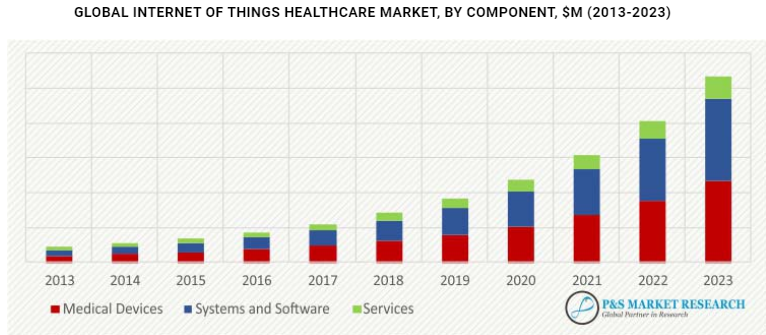 GLOBAL INTERNET OF THINGS HEALTHCARE MARKET, BY COMPONENT, $M (2013-2023)
2013 2014 2015 2016 2017 2018 2019 2020 2021 2022 2023
Medical Devices Systems and Software Services
P&S MARKET RESEARCH
Global Partner in Research